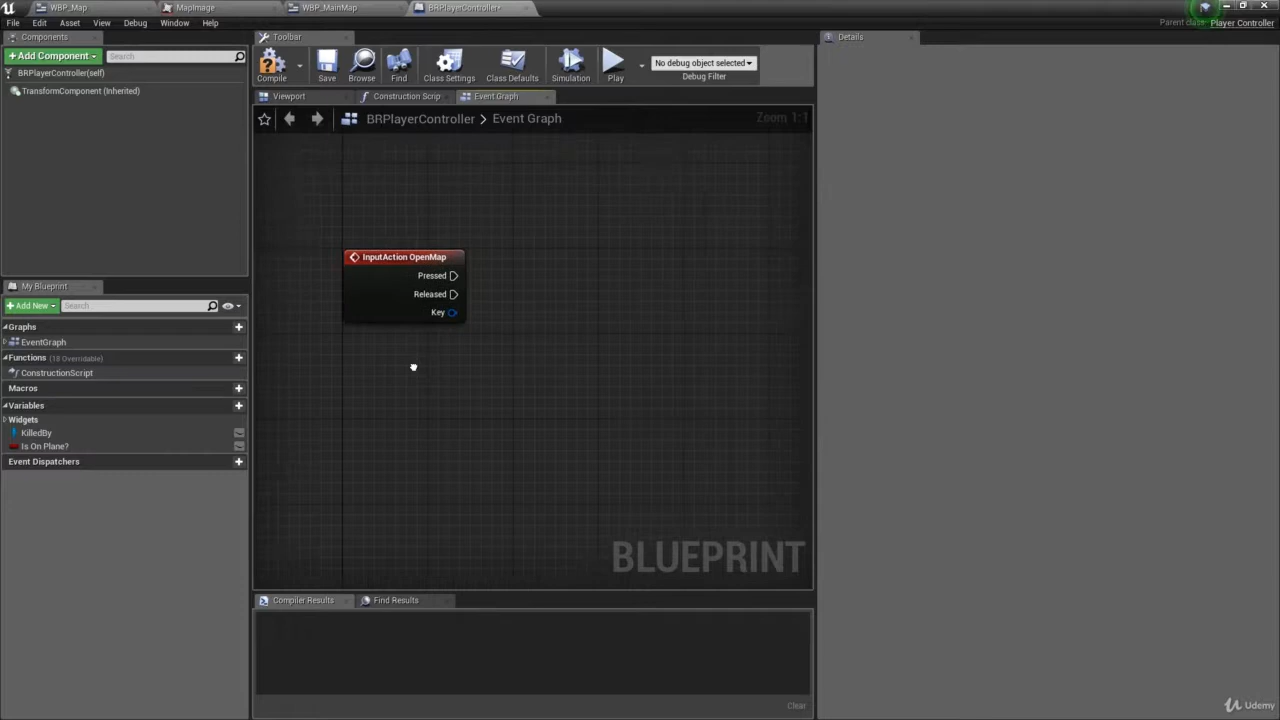 WBP_Map
MapImage
WBP_MainMap
BRPlayerController*
File Edit Asset View Debug Window Help
Parent class: Player Controller
Components
Toolbar
Details
+Add Component
Search
BRPlayerController(self)
TransformComponent (Inherited)
Compile
Save
Browse
Find
Class Settings
Class Defaults
Simulation
Play
No debug object selected
Debug Filter
Viewport
Construction Scrip
Event Graph
BRPlayerController > Event Graph
Zoom 1:1
InputAction OpenMap
Pressed
Released
Key
My Blueprint
+Add New
Search
Graphs
EventGraph
Functions (18 Overridable)
ConstructionScript
Macros
Variables
Widgets
KilledBy
Is On Plane?
Event Dispatchers
BLUEPRINT
Compiler Results
Find Results
Clear
Udemy